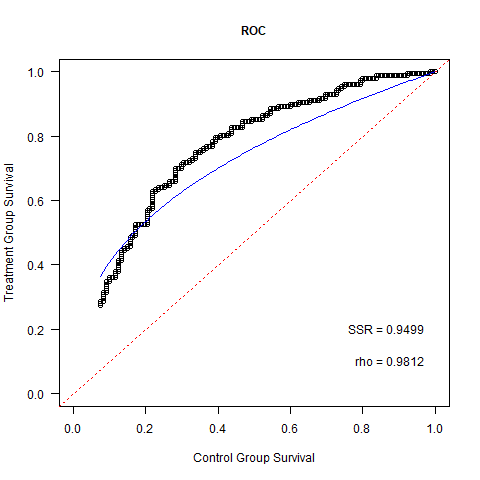 ROC
Treatment Group Survival
1.0
0.8
0.6
0.4
0.2
0.0
SSR = 0.9499
rho = 0.9812
0.0 0.2 0.4 0.6 0.8 1.0
Control Group Survival